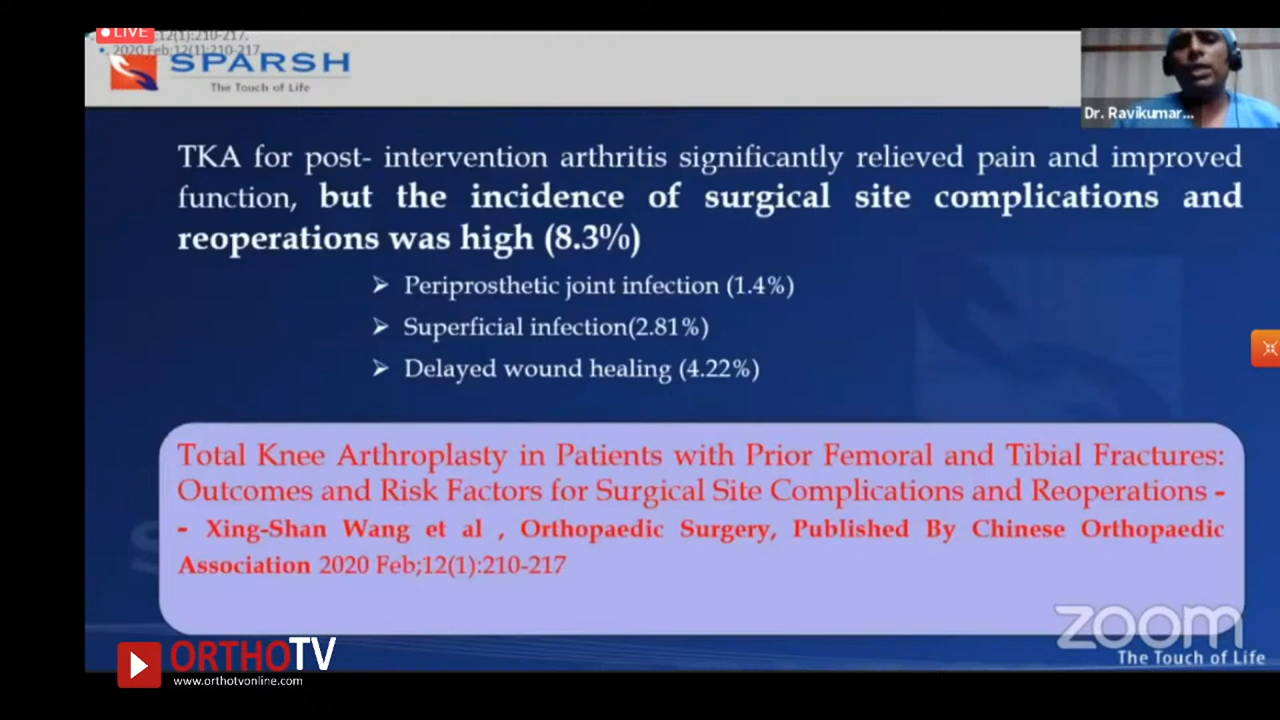 LIVE
12(1):210-217.
2020 Feb;12(1):210-217
SPARSH
The Touch of Life
Dr. Ravikumar...
TKA for post- intervention arthritis significantly relieved pain and improved
function, but the incidence of surgical site complications and
reoperations was high (8.3%)
Periprosthetic joint infection (1.4%)
Superficial infection(2.81%)
Delayed wound healing (4.22%)
Total Knee Arthroplasty in Patients with Prior Femoral and Tibial Fractures:
Outcomes and Risk Factors for Surgical Site Complications and Reoperations -
- Xing-Shan Wang et al , Orthopaedic Surgery, Published By Chinese Orthopaedic
Association 2020 Feb;12(1):210-217
zoom
The Touch of Life
ORTHOTV
www.orthotvonline.com